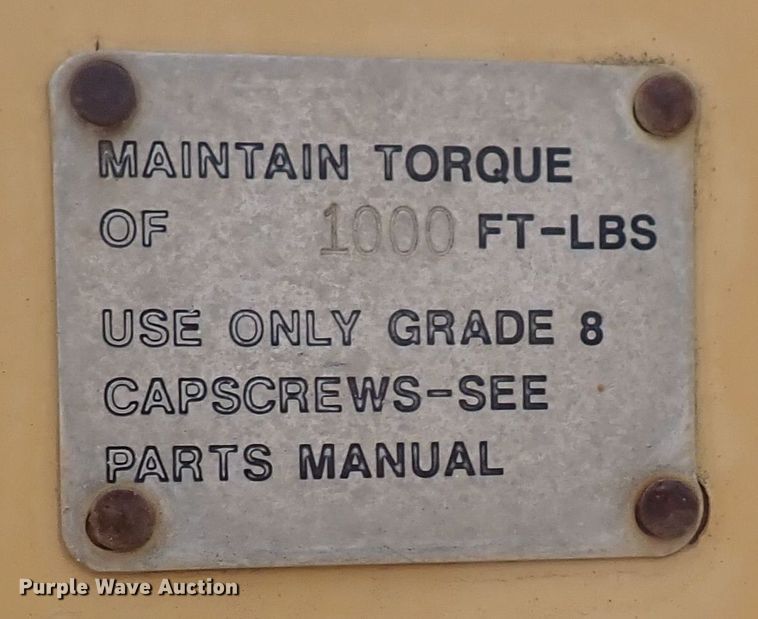 MAINTAIN TORQUE
OF 1000 FT-LBS
USE ONLY GRADE 8
CAPSCREWS-SEE
PARTS MANUAL
Purple Wave Auction